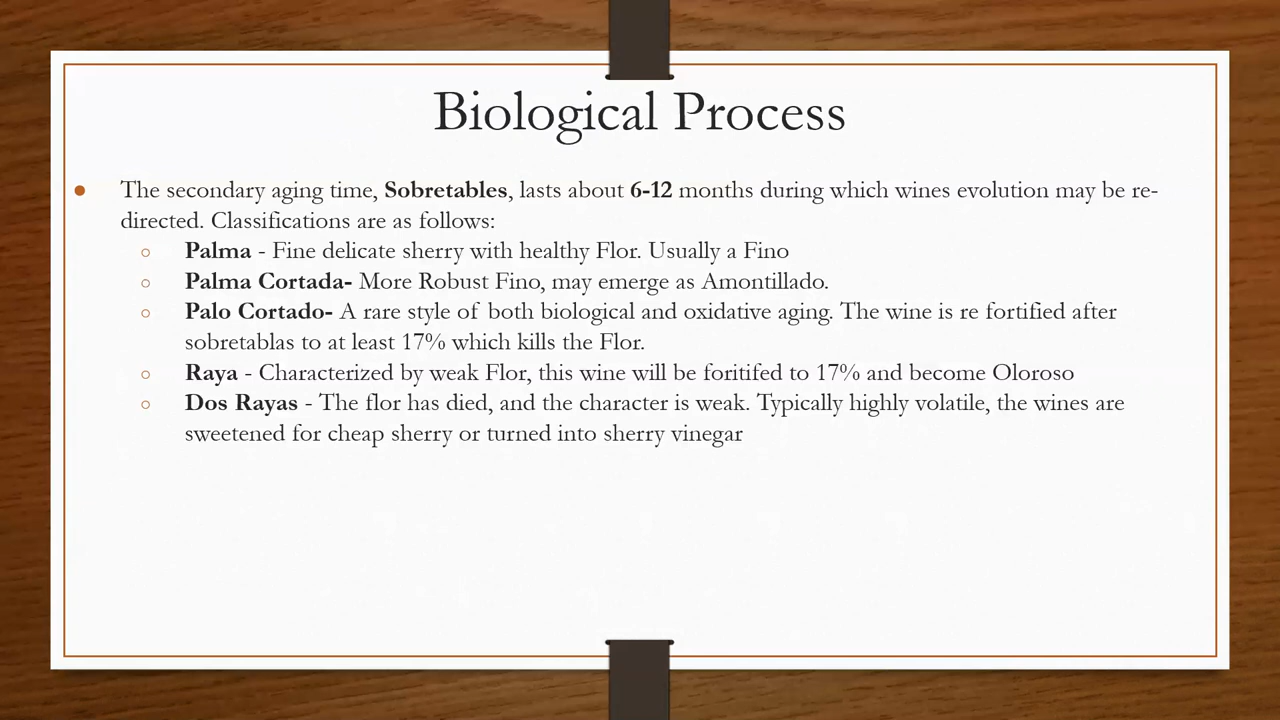 Biological Process
The secondary aging time, Sobretables, lasts about 6-12 months during which wines evolution may be re-
directed. Classifications are as follows:
Palma - Fine delicate sherry with healthy Flor. Usually a Fino
Palma Cortada- More Robust Fino, may emerge as Amontillado.
Palo Cortado- A rare style of both biological and oxidative aging. The wine is re fortified after
sobretablas to at least 17% which kills the Flor.
Raya - Characterized by weak Flor, this wine will be foritifed to 17% and become Oloroso
Dos Rayas - The flor has died, and the character is weak. Typically highly volatile, the wines are
sweetened for cheap sherry or turned into sherry vinegar